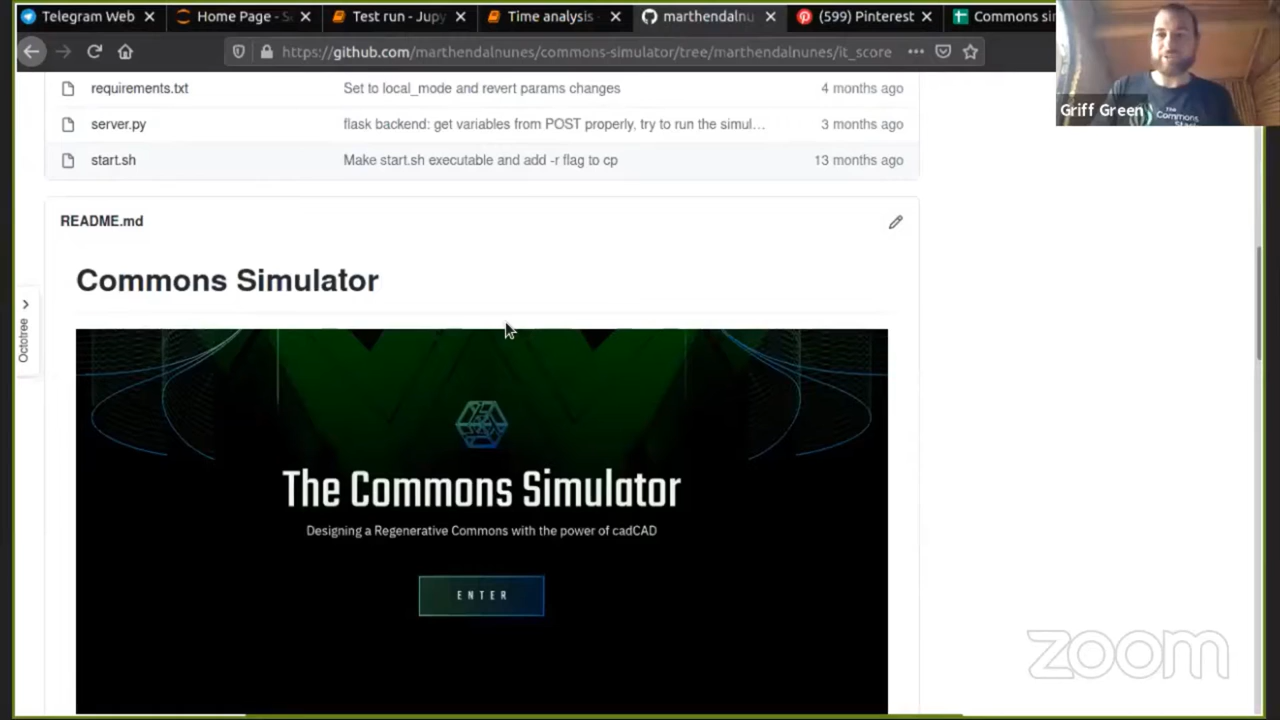 Telegram Web
Home Page - S
Test run - Jupy
Time analysis
marthendalnu
(599) Pinterest
Commons sin
https://github.com/marthendalnunes/commons-simulator/tree/marthendalnunes/it_score
Griff Green
The
Commons
requirements.txt Set to local_mode and revert params changes 4 months ago
server.py flask backend: get variables from POST properly, try to run the simul… 3 months ago
start.sh Make start.sh executable and add -r flag to cp 13 months ago
README.md
Octotree
Commons Simulator
The Commons Simulator
Designing a Regenerative Commons with the power of cadCAD
ENTER
zoom